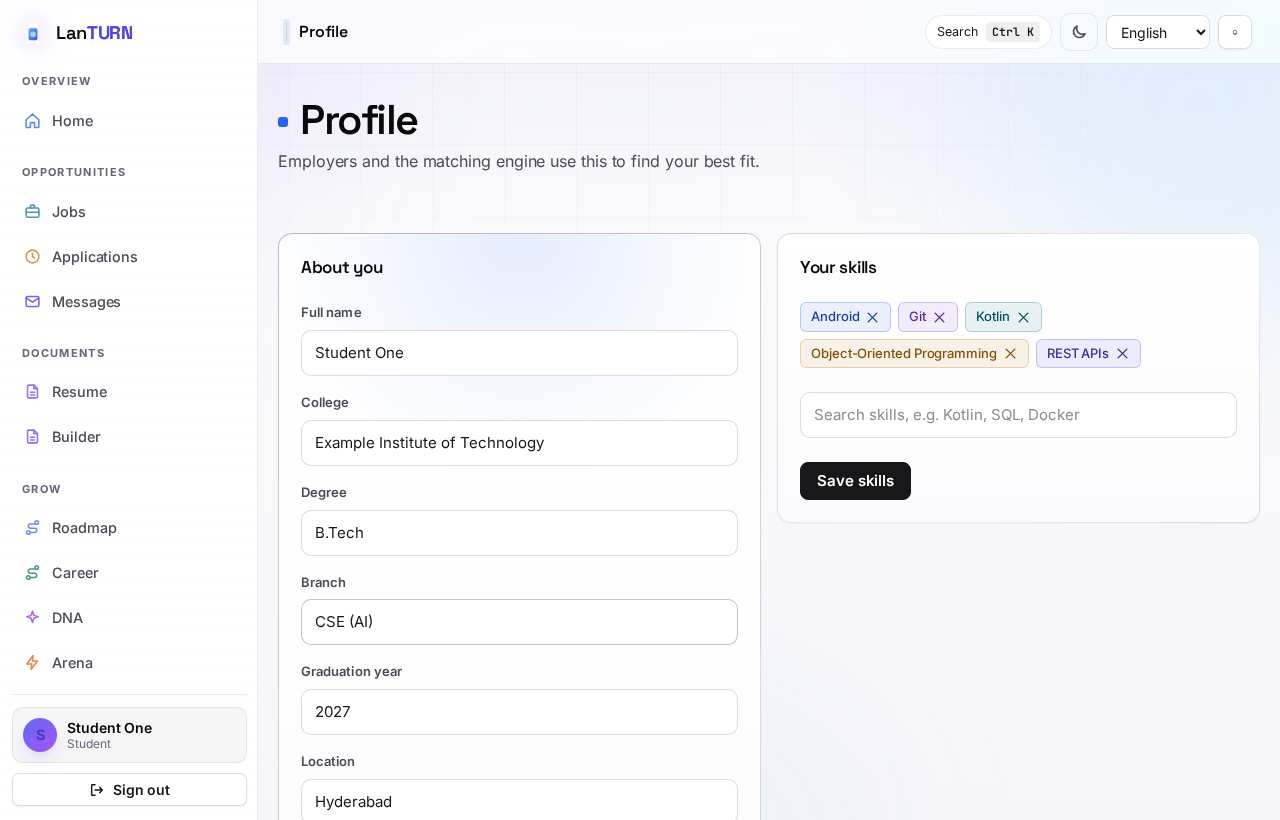 LanTURN
OVERVIEW
Home
OPPORTUNITIES
Jobs
Applications
Messages
DOCUMENTS
Resume
Builder
GROW
Roadmap
Career
DNA
Arena
S
Student One
Student
Sign out
Profile
Search Ctrl K
English
Profile
Employers and the matching engine use this to find your best fit.
About you
Full name
Student One
College
Example Institute of Technology
Degree
B.Tech
Branch
CSE (AI)
Graduation year
2027
Location
Hyderabad
Your skills
Android
Git
Kotlin
Object-Oriented Programming
REST APIs
Search skills, e.g. Kotlin, SQL, Docker
Save skills